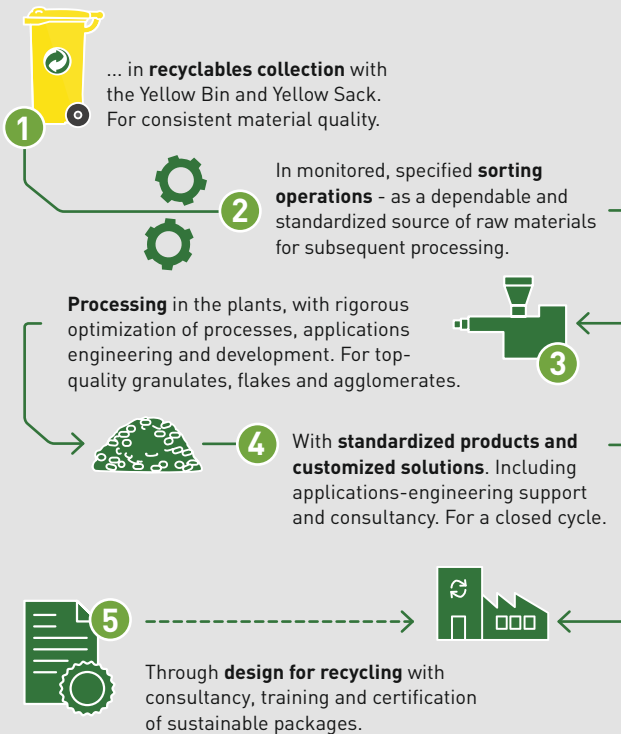 ... in recyclables collection with
the Yellow Bin and Yellow Sack.
For consistent material quality.
1
In monitored, specified sorting
operations - as a dependable and
standardized source of raw materials
for subsequent processing.
2
Processing in the plants, with rigorous
optimization of processes, applications
engineering and development. For top-
quality granulates, flakes and agglomerates.
3
4
With standardized products and
customized solutions. Including
applications-engineering support
and consultancy. For a closed cycle.
5
Through design for recycling with
consultancy, training and certification
of sustainable packages.